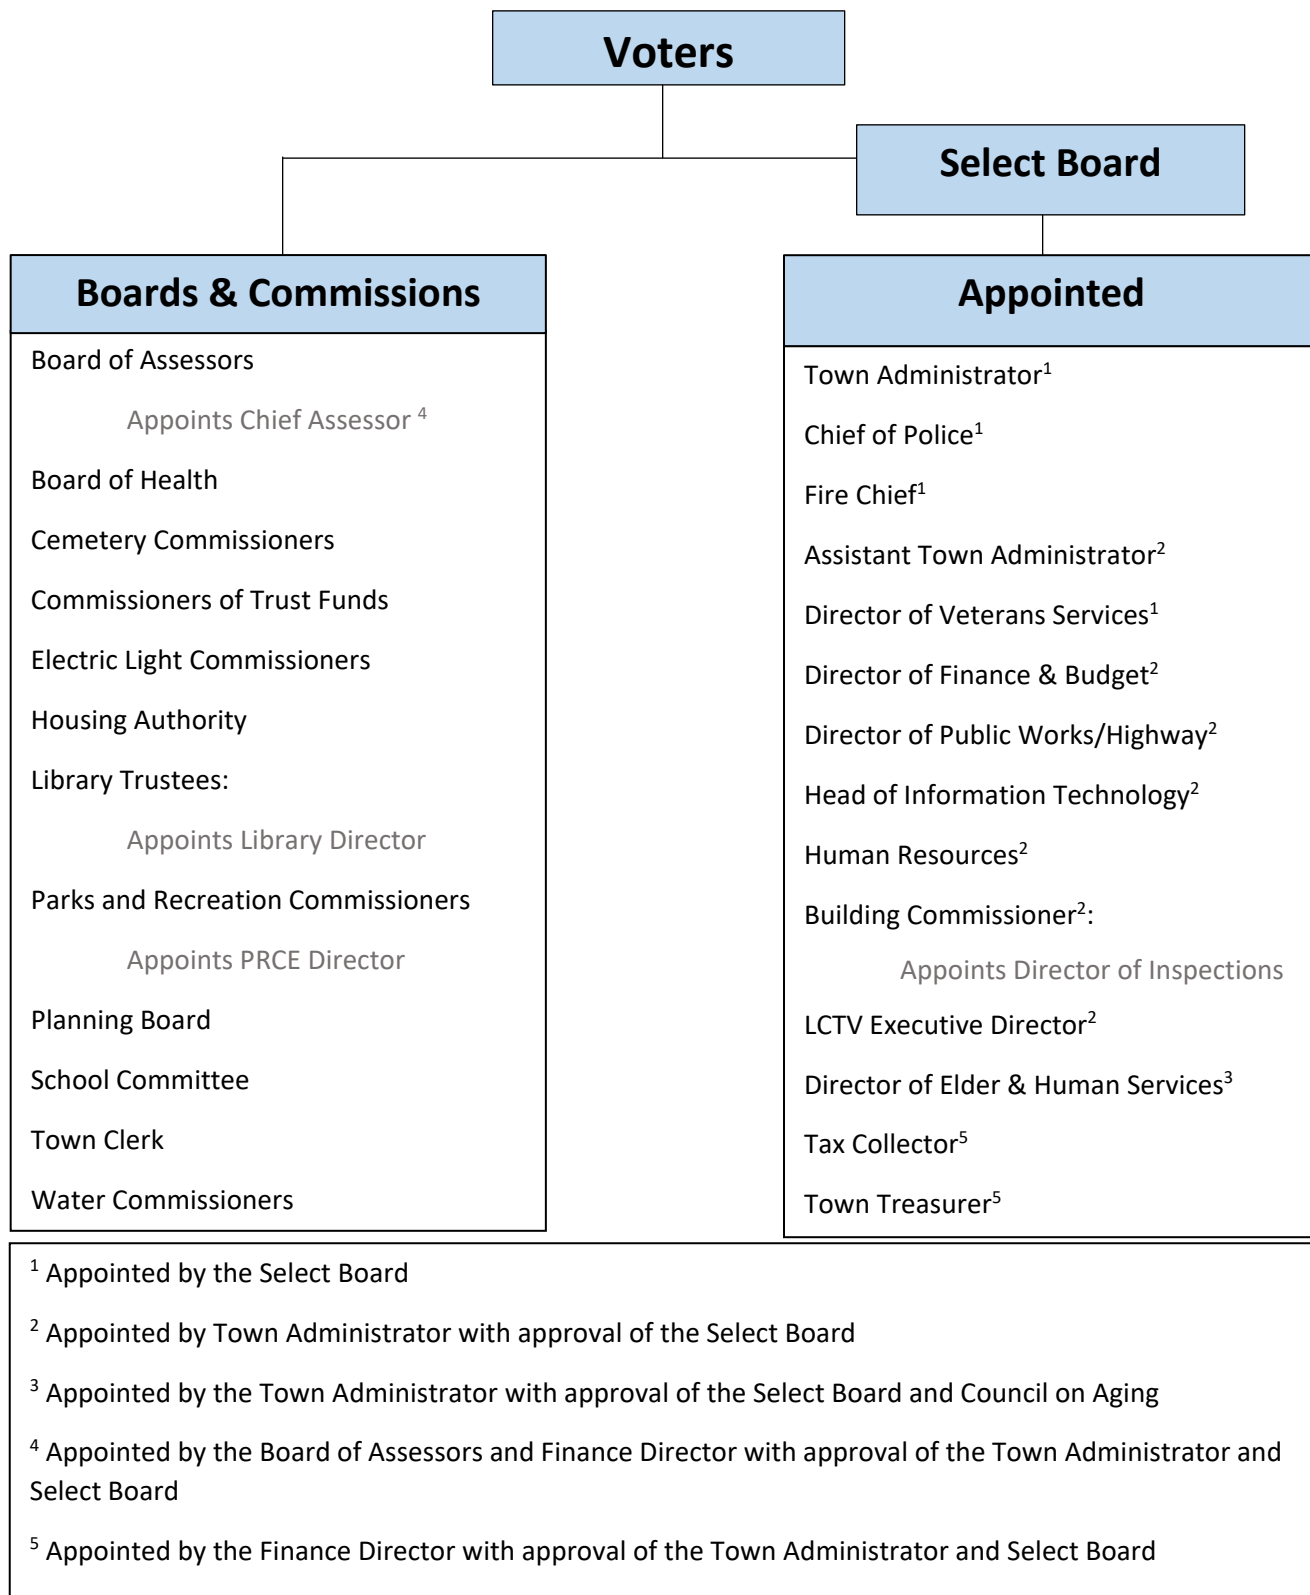 Voters
Select Board
Boards & Commissions
Board of Assessors
Appoints Chief Assessor ⁴
Board of Health
Cemetery Commissioners
Commissioners of Trust Funds
Electric Light Commissioners
Housing Authority
Library Trustees:
Appoints Library Director
Parks and Recreation Commissioners
Appoints PRCE Director
Planning Board
School Committee
Town Clerk
Water Commissioners
Appointed
Town Administrator¹
Chief of Police¹
Fire Chief¹
Assistant Town Administrator²
Director of Veterans Services¹
Director of Finance & Budget²
Director of Public Works/Highway²
Head of Information Technology²
Human Resources²
Building Commissioner²:
Appoints Director of Inspections
LCTV Executive Director²
Director of Elder & Human Services³
Tax Collector⁵
Town Treasurer⁵
¹ Appointed by the Select Board
² Appointed by Town Administrator with approval of the Select Board
³ Appointed by the Town Administrator with approval of the Select Board and Council on Aging
⁴ Appointed by the Board of Assessors and Finance Director with approval of the Town Administrator and
Select Board
⁵ Appointed by the Finance Director with approval of the Town Administrator and Select Board